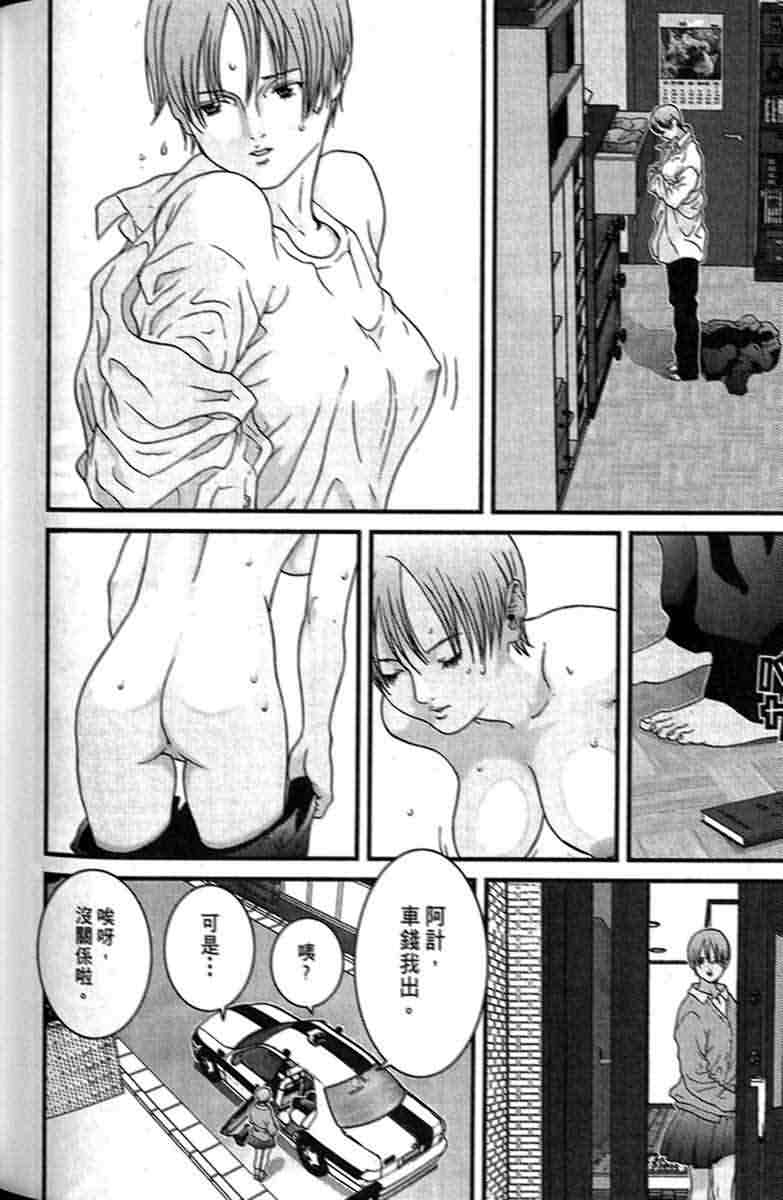 阿計，
車錢我出。
咦？
可是…
唉呀，
沒關係啦。